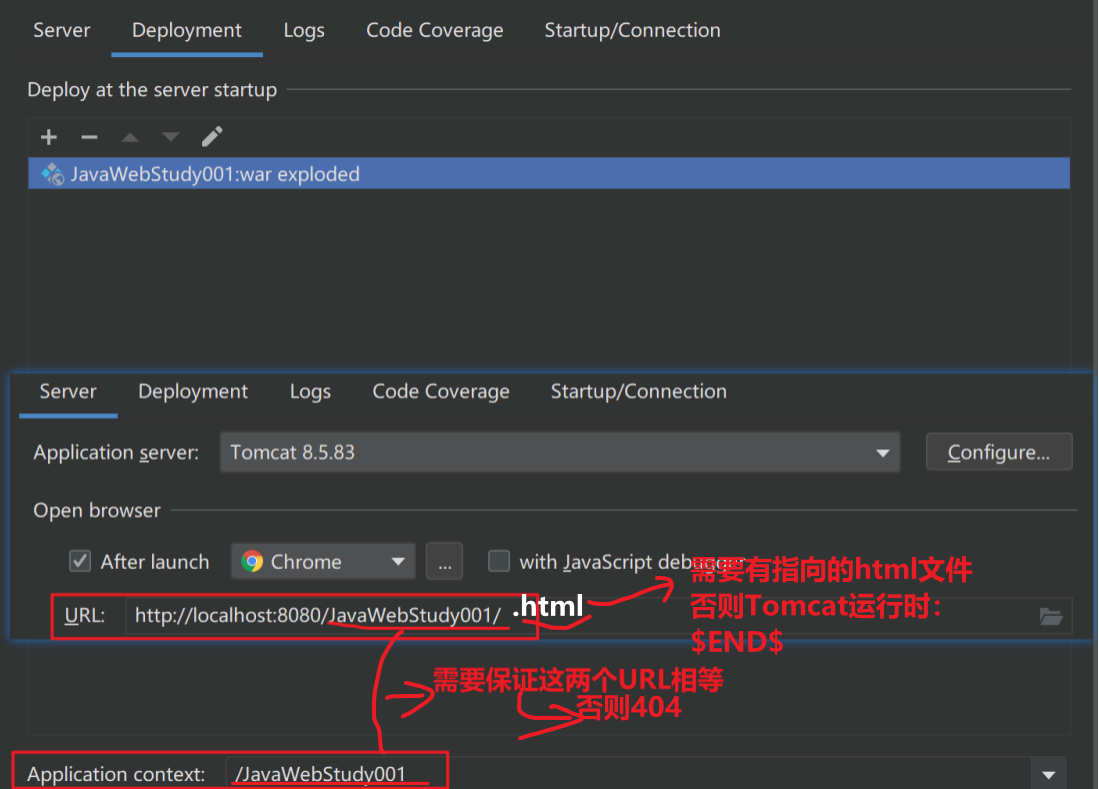 Server Deployment Logs Code Coverage Startup/Connection
Deploy at the server startup
JavaWebStudy001:war exploded
Server Deployment Logs Code Coverage Startup/Connection
Application server: Tomcat 8.5.83 Configure...
Open browser
After launch Chrome ... with JavaScript debugger
需要有指向的html文件
URL: http://localhost:8080/JavaWebStudy001/ .html
否则Tomcat运行时：
$END$
需要保证这两个URL相等
否则404
Application context: /JavaWebStudy001